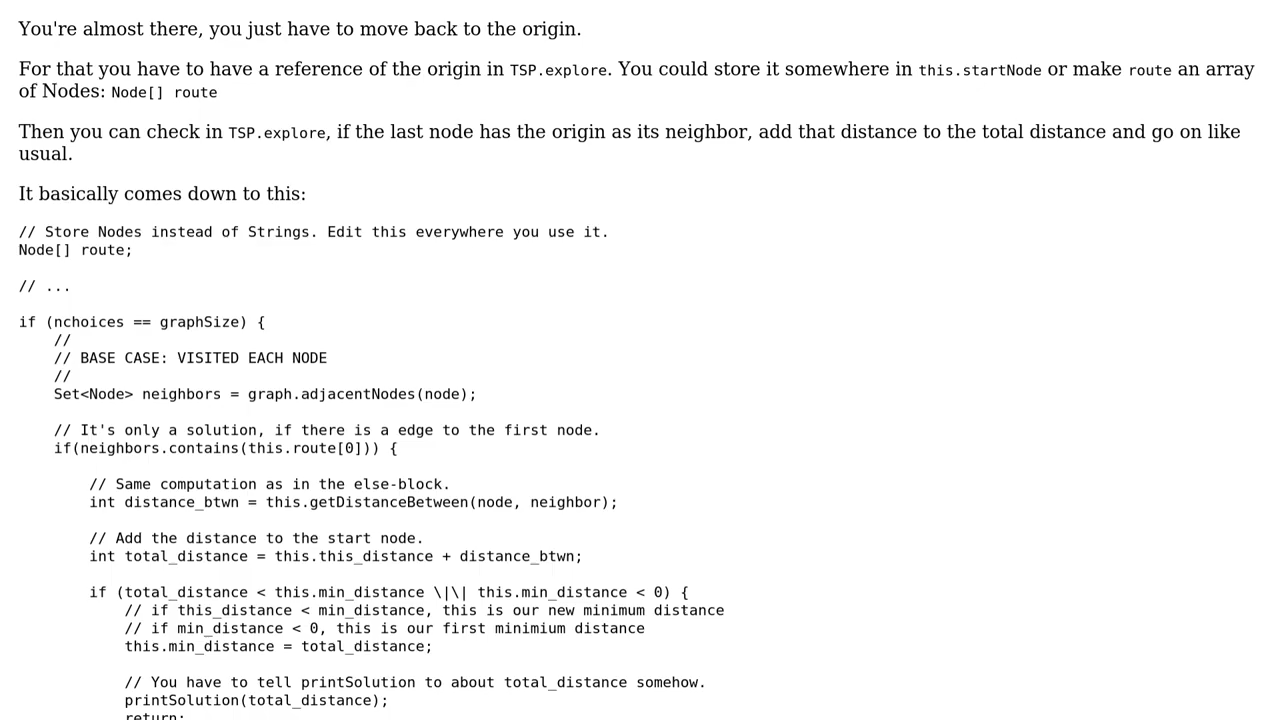 You're almost there, you just have to move back to the origin.
For that you have to have a reference of the origin in TSP.explore. You could store it somewhere in this.startNode or make route an array
of Nodes: Node[] route
Then you can check in TSP.explore, if the last node has the origin as its neighbor, add that distance to the total distance and go on like
usual.
It basically comes down to this:
// Store Nodes instead of Strings. Edit this everywhere you use it.
Node[] route;
// ...
if (nchoices == graphSize) {
//
// BASE CASE: VISITED EACH NODE
//
Set<Node> neighbors = graph.adjacentNodes(node);
// It's only a solution, if there is a edge to the first node.
if(neighbors.contains(this.route[0])) {
// Same computation as in the else-block.
int distance_btwn = this.getDistanceBetween(node, neighbor);
// Add the distance to the start node.
int total_distance = this.this_distance + distance_btwn;
if (total_distance < this.min_distance \|\| this.min_distance < 0) {
// if this_distance < min_distance, this is our new minimum distance
// if min_distance < 0, this is our first minimium distance
this.min_distance = total_distance;
// You have to tell printSolution to about total_distance somehow.
printSolution(total_distance);
return;